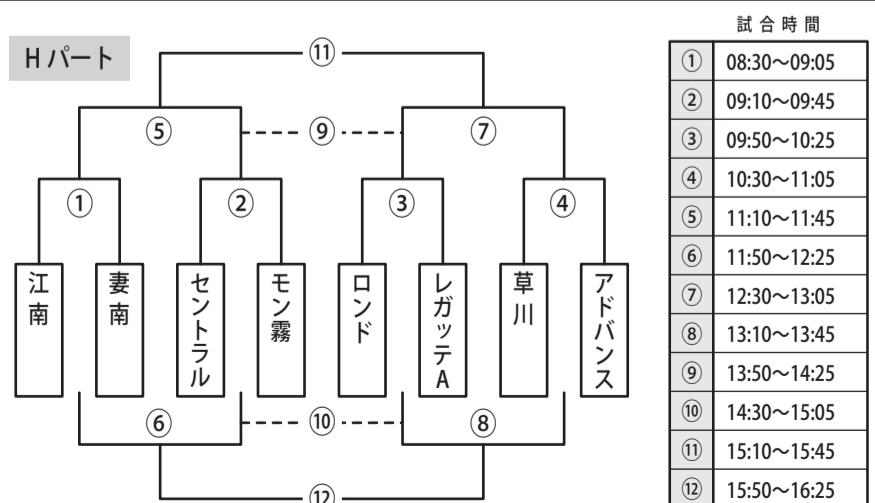 試合時間
Hパート
⑪
⑤
⑨
⑦
①
②
③
④
江南
妻南
セントラル
モン霧
ロンド
レガッテA
草川
アドバンス
⑥
⑩
⑧
⑫
① 08:30〜09:05
② 09:10〜09:45
③ 09:50〜10:25
④ 10:30〜11:05
⑤ 11:10〜11:45
⑥ 11:50〜12:25
⑦ 12:30〜13:05
⑧ 13:10〜13:45
⑨ 13:50〜14:25
⑩ 14:30〜15:05
⑪ 15:10〜15:45
⑫ 15:50〜16:25